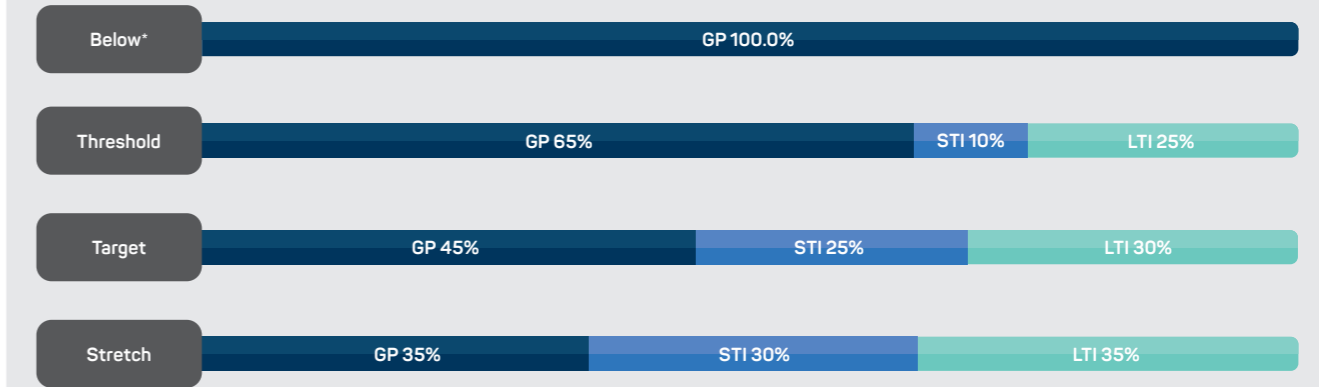 Below* GP 100.0%
Threshold GP 65% STI 10% LTI 25%
Target GP 45% STI 25% LTI 30%
Stretch GP 35% STI 30% LTI 35%